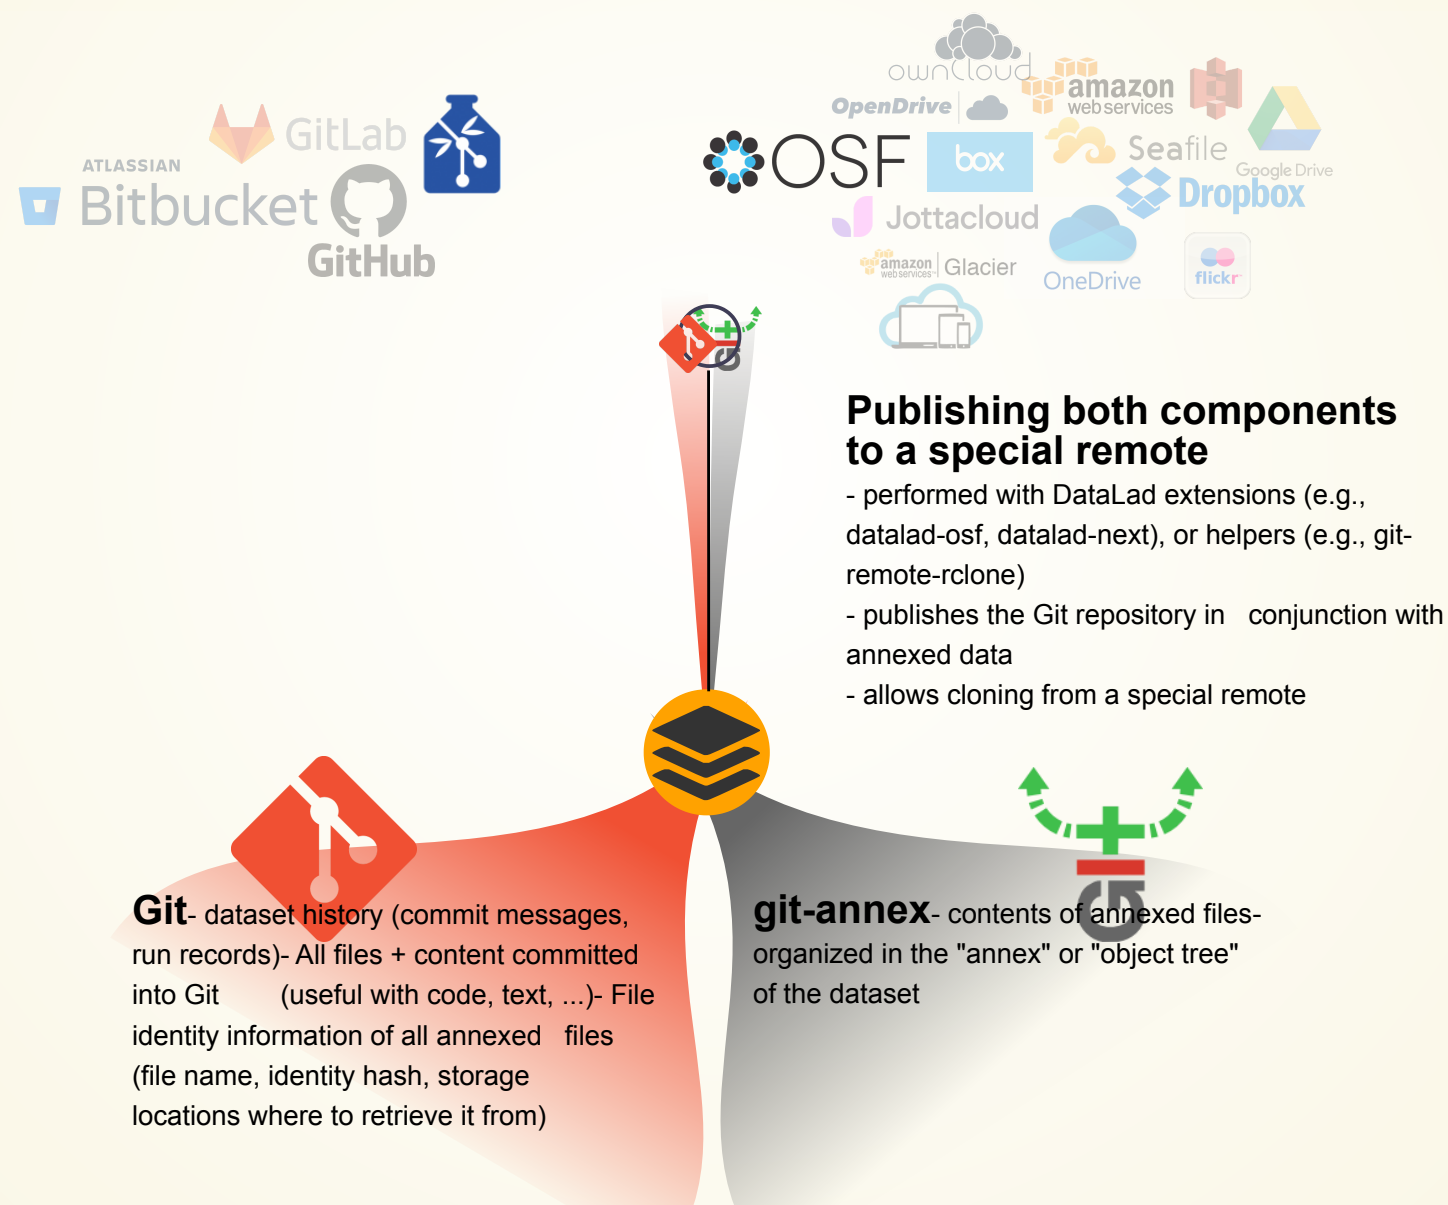 ownCloud
OpenDrive
amazon
web services
GitLab
ATLASSIAN
Bitbucket
GitHub
OSF
box
Seafile
Google Drive
Dropbox
Jottacloud
amazon
web services™
Glacier
OneDrive
flickr
git
Publishing both components
to a special remote
- performed with DataLad extensions (e.g.,
datalad-osf, datalad-next), or helpers (e.g., git-
remote-rclone)
- publishes the Git repository in conjunction with
annexed data
- allows cloning from a special remote
git
Git- dataset history (commit messages,
run records)- All files + content committed
into Git (useful with code, text, ...)- File
identity information of all annexed files
(file name, identity hash, storage
locations where to retrieve it from)
git-annex- contents of annexed files-
organized in the "annex" or "object tree"
of the dataset